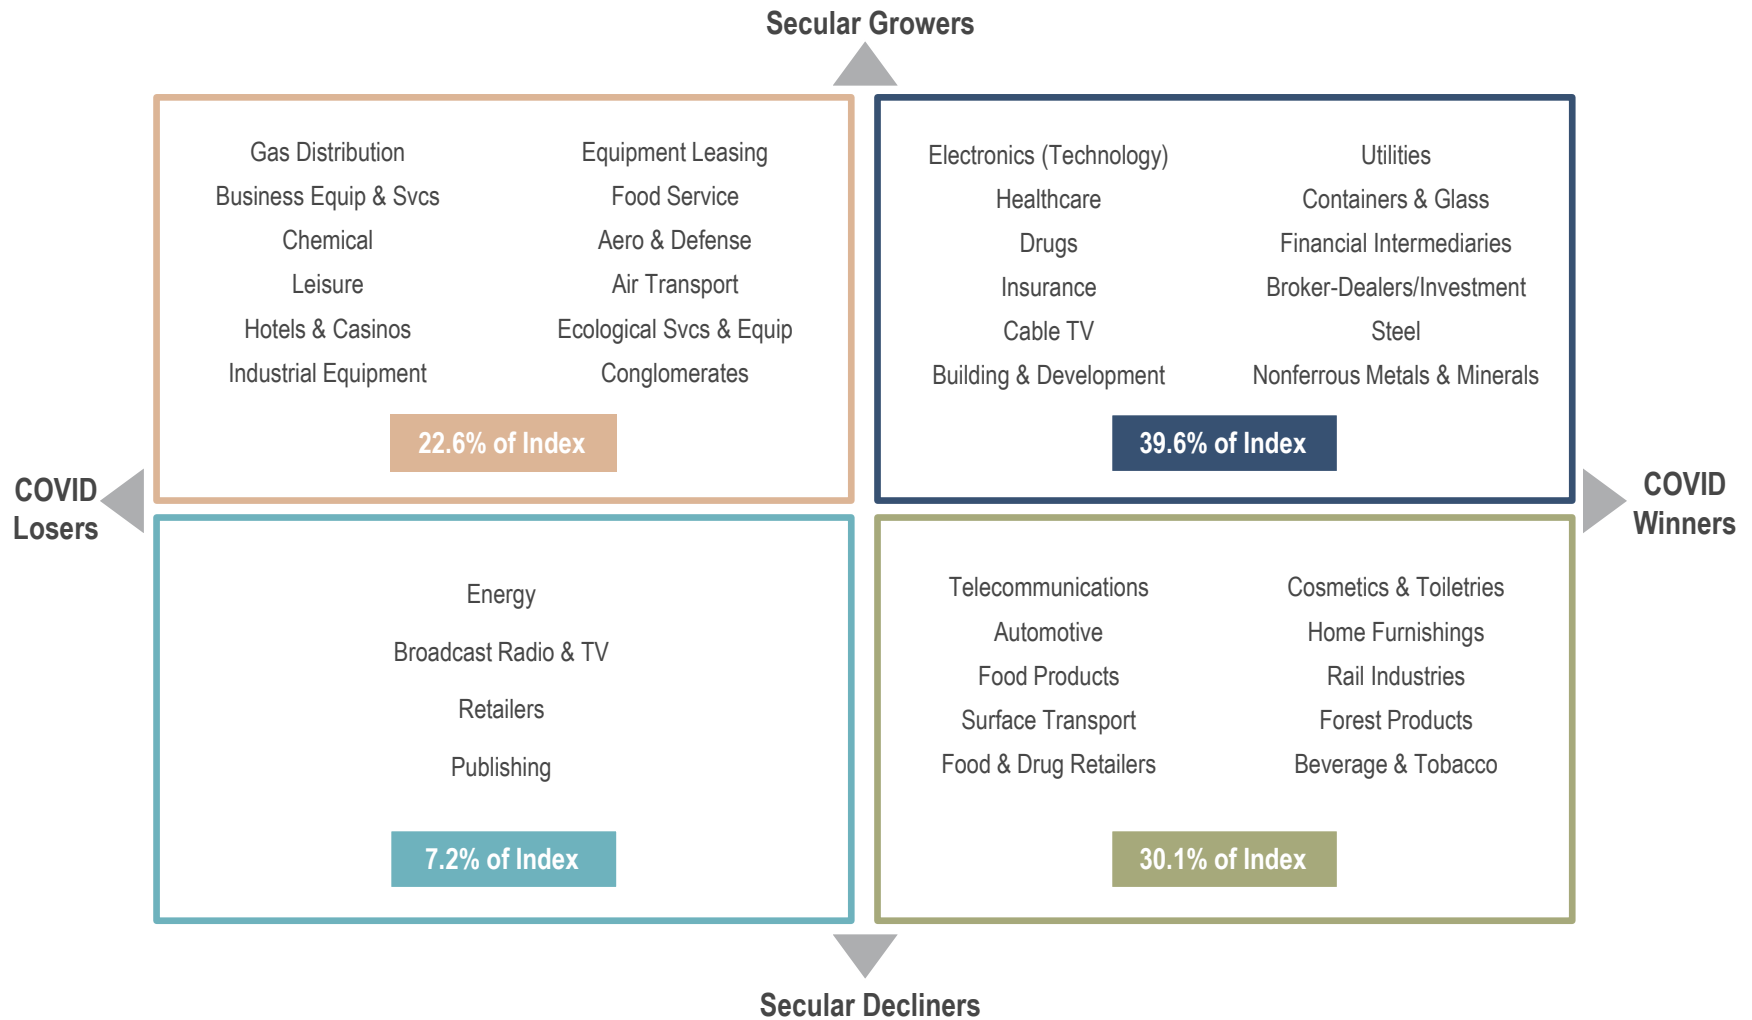 Secular Growers
Gas Distribution
Business Equip & Svcs
Chemical
Leisure
Hotels & Casinos
Industrial Equipment
Equipment Leasing
Food Service
Aero & Defense
Air Transport
Ecological Svcs & Equip
Conglomerates
22.6% of Index
Electronics (Technology)
Healthcare
Drugs
Insurance
Cable TV
Building & Development
Utilities
Containers & Glass
Financial Intermediaries
Broker-Dealers/Investment
Steel
Nonferrous Metals & Minerals
39.6% of Index
COVID
Losers
COVID
Winners
Energy
Broadcast Radio & TV
Retailers
Publishing
7.2% of Index
Telecommunications
Automotive
Food Products
Surface Transport
Food & Drug Retailers
Cosmetics & Toiletries
Home Furnishings
Rail Industries
Forest Products
Beverage & Tobacco
30.1% of Index
Secular Decliners